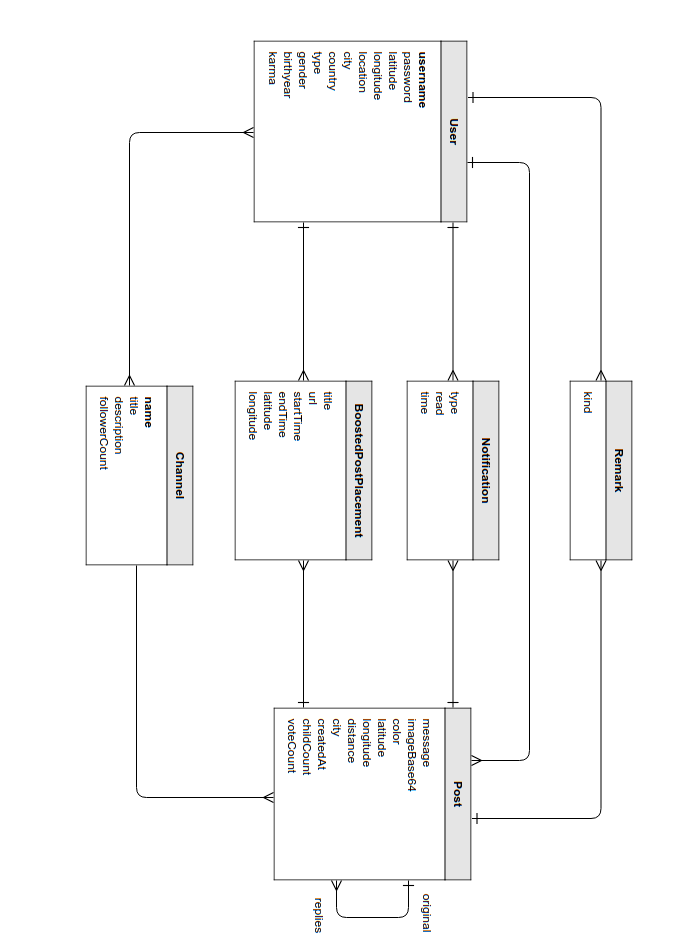 Remark
kind
User
username
password
latitude
longitude
location
city
country
type
gender
birthyear
karma
Notification
type
read
time
Post
message
imageBase64
color
latitude
longitude
distance
city
createdAt
childCount
voteCount
original
replies
BoostedPostPlacement
title
url
startTime
endTime
latitude
longitude
Channel
name
title
description
followerCount